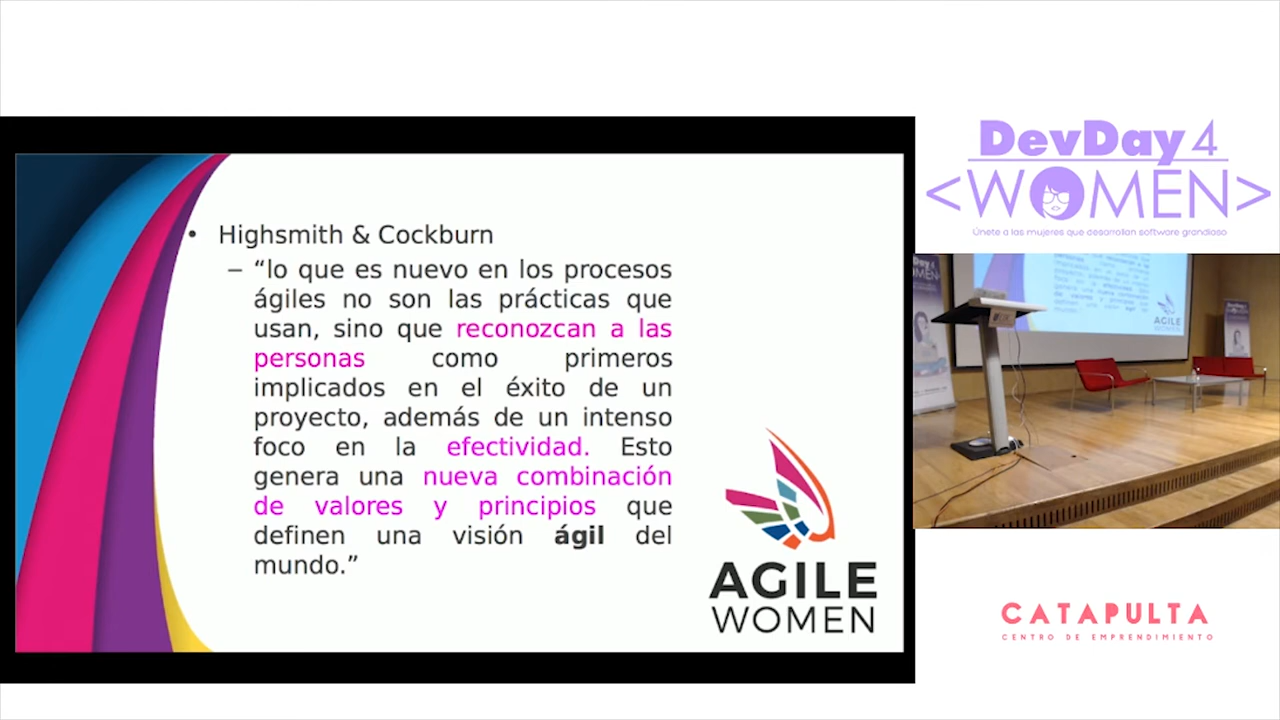 • Highsmith & Cockburn
– “lo que es nuevo en los procesos
ágiles no son las prácticas que
usan, sino que reconozcan a las
personas como primeros
implicados en el éxito de un
proyecto, además de un intenso
foco en la efectividad. Esto
genera una nueva combinación
de valores y principios que
definen una visión ágil del
mundo.”
AGILE
WOMEN
DevDay4
<WOMEN>
Únete a las mujeres que desarrollan software grandioso
AGILE
WOMEN
CATAPULTA
CENTRO DE EMPRENDIMIENTO